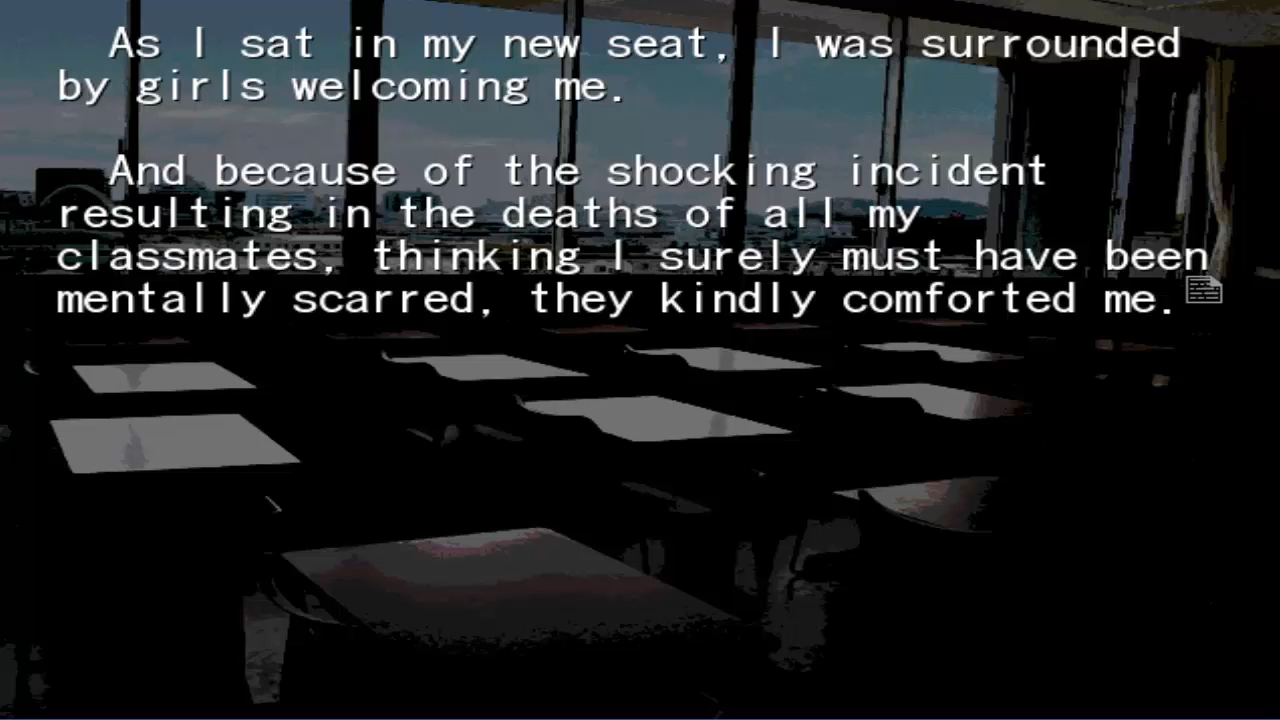 As I sat in my new seat, I was surrounded
by girls welcoming me.
And because of the shocking incident
resulting in the deaths of all my
classmates, thinking I surely must have been
mentally scarred, they kindly comforted me.